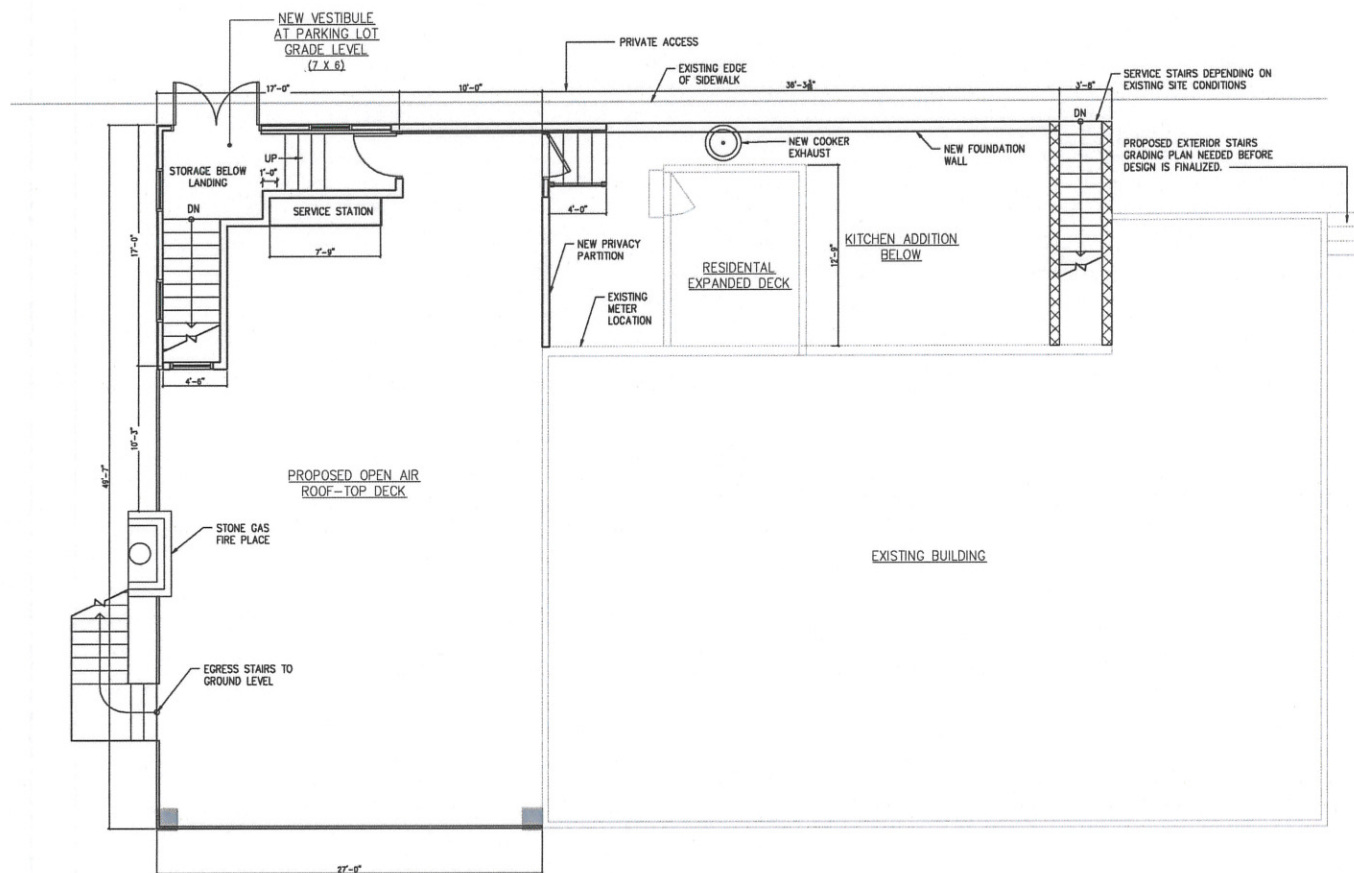 NEW VESTIBULE
AT PARKING LOT
GRADE LEVEL
(7 X 6)
PRIVATE ACCESS
EXISTING EDGE
OF SIDEWALK
SERVICE STAIRS DEPENDING ON
EXISTING SITE CONDITIONS
17'-0"
10'-0"
3'-6"
DN
PROPOSED EXTERIOR STAIRS
GRADING PLAN NEEDED BEFORE
DESIGN IS FINALIZED.
NEW COOKER
EXHAUST
NEW FOUNDATION
WALL
STORAGE BELOW
LANDING
UP
1'-0"
DN
SERVICE STATION
7'-9"
4'-0"
17'-0"
NEW PRIVACY
PARTITION
RESIDENTAL
EXPANDED DECK
12'-9"
KITCHEN ADDITION
BELOW
EXISTING
METER
LOCATION
4'-6"
10'-3"
49'-7"
PROPOSED OPEN AIR
ROOF-TOP DECK
STONE GAS
FIRE PLACE
EXISTING BUILDING
EGRESS STAIRS TO
GROUND LEVEL
27'-0"